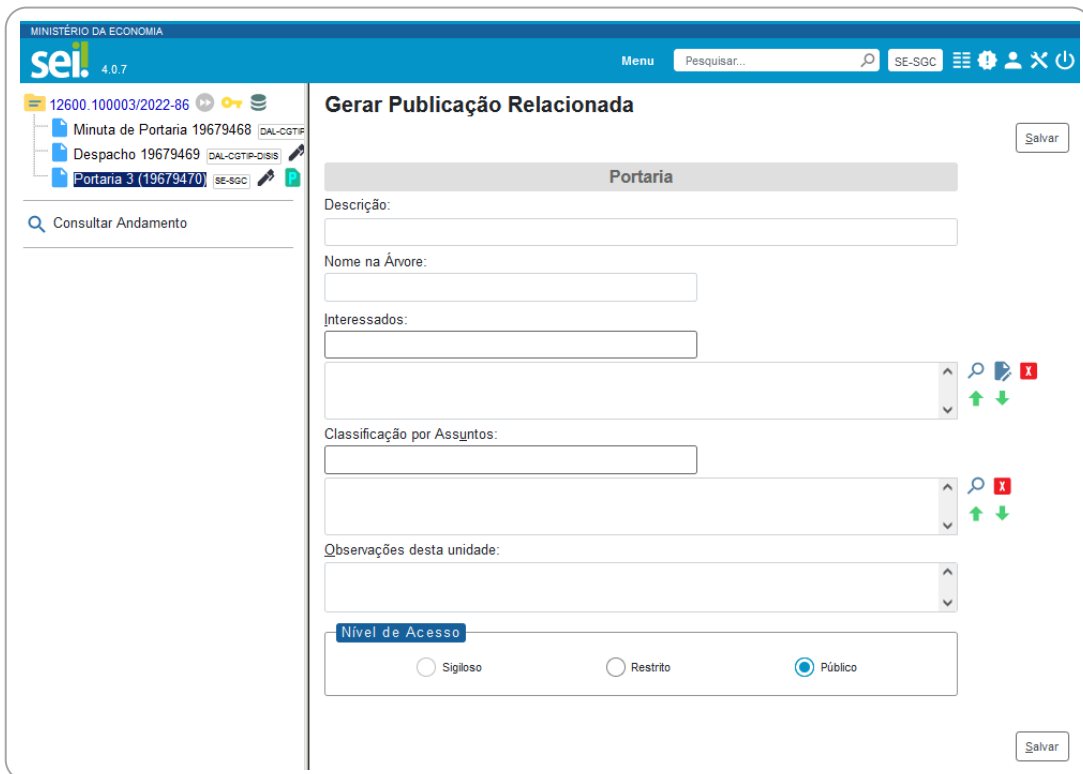 MINISTÉRIO DA ECONOMIA
sei! 4.0.7
Menu Pesquisar... SE-SGC
12600.100003/2022-86
Minuta de Portaria 19679468 DAL-CGTIP
Despacho 19679469 DAL-CGTIP-DISIS
Portaria 3 (19679470) SE-SGC P
Consultar Andamento
Gerar Publicação Relacionada
Salvar
Portaria
Descrição:
Nome na Árvore:
Interessados:
X
Classificação por Assuntos:
X
Observações desta unidade:
Nível de Acesso
Sigiloso Restrito Público
Salvar